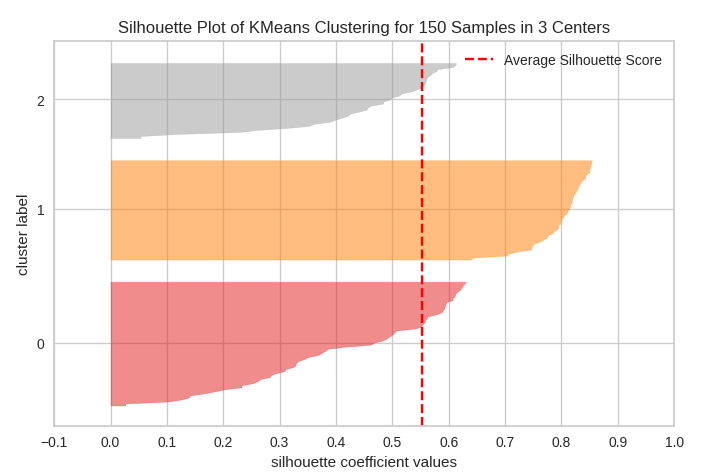 Silhouette Plot of KMeans Clustering for 150 Samples in 3 Centers
Average Silhouette Score
2
1
0
cluster label
−0.1 0.0 0.1 0.2 0.3 0.4 0.5 0.6 0.7 0.8 0.9 1.0
silhouette coefficient values